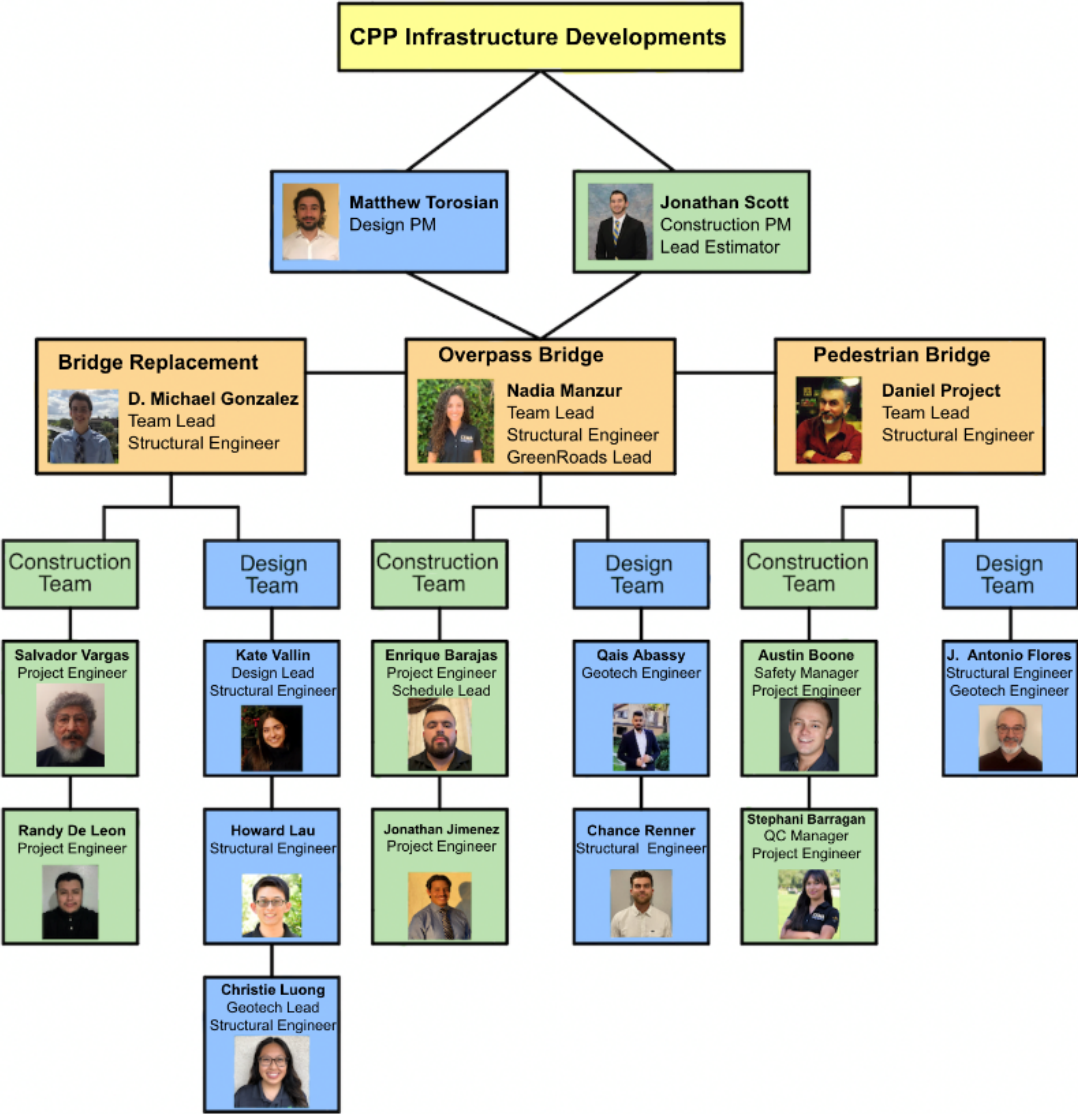 CPP Infrastructure Developments
Matthew Torosian
Design PM
Jonathan Scott
Construction PM
Lead Estimator
Bridge Replacement
D. Michael Gonzalez
Team Lead
Structural Engineer
Overpass Bridge
Nadia Manzur
Team Lead
Structural Engineer
GreenRoads Lead
Pedestrian Bridge
Daniel Project
Team Lead
Structural Engineer
Construction
Team
Salvador Vargas
Project Engineer
Randy De Leon
Project Engineer
Design
Team
Kate Vallin
Design Lead
Structural Engineer
Howard Lau
Structural Engineer
Christie Luong
Geotech Lead
Structural Engineer
Construction
Team
Enrique Barajas
Project Engineer
Schedule Lead
Jonathan Jimenez
Project Engineer
Design
Team
Qais Abassy
Geotech Engineer
Chance Renner
Structural Engineer
Construction
Team
Austin Boone
Safety Manager
Project Engineer
Stephani Barragan
QC Manager
Project Engineer
Design
Team
J. Antonio Flores
Structural Engineer
Geotech Engineer